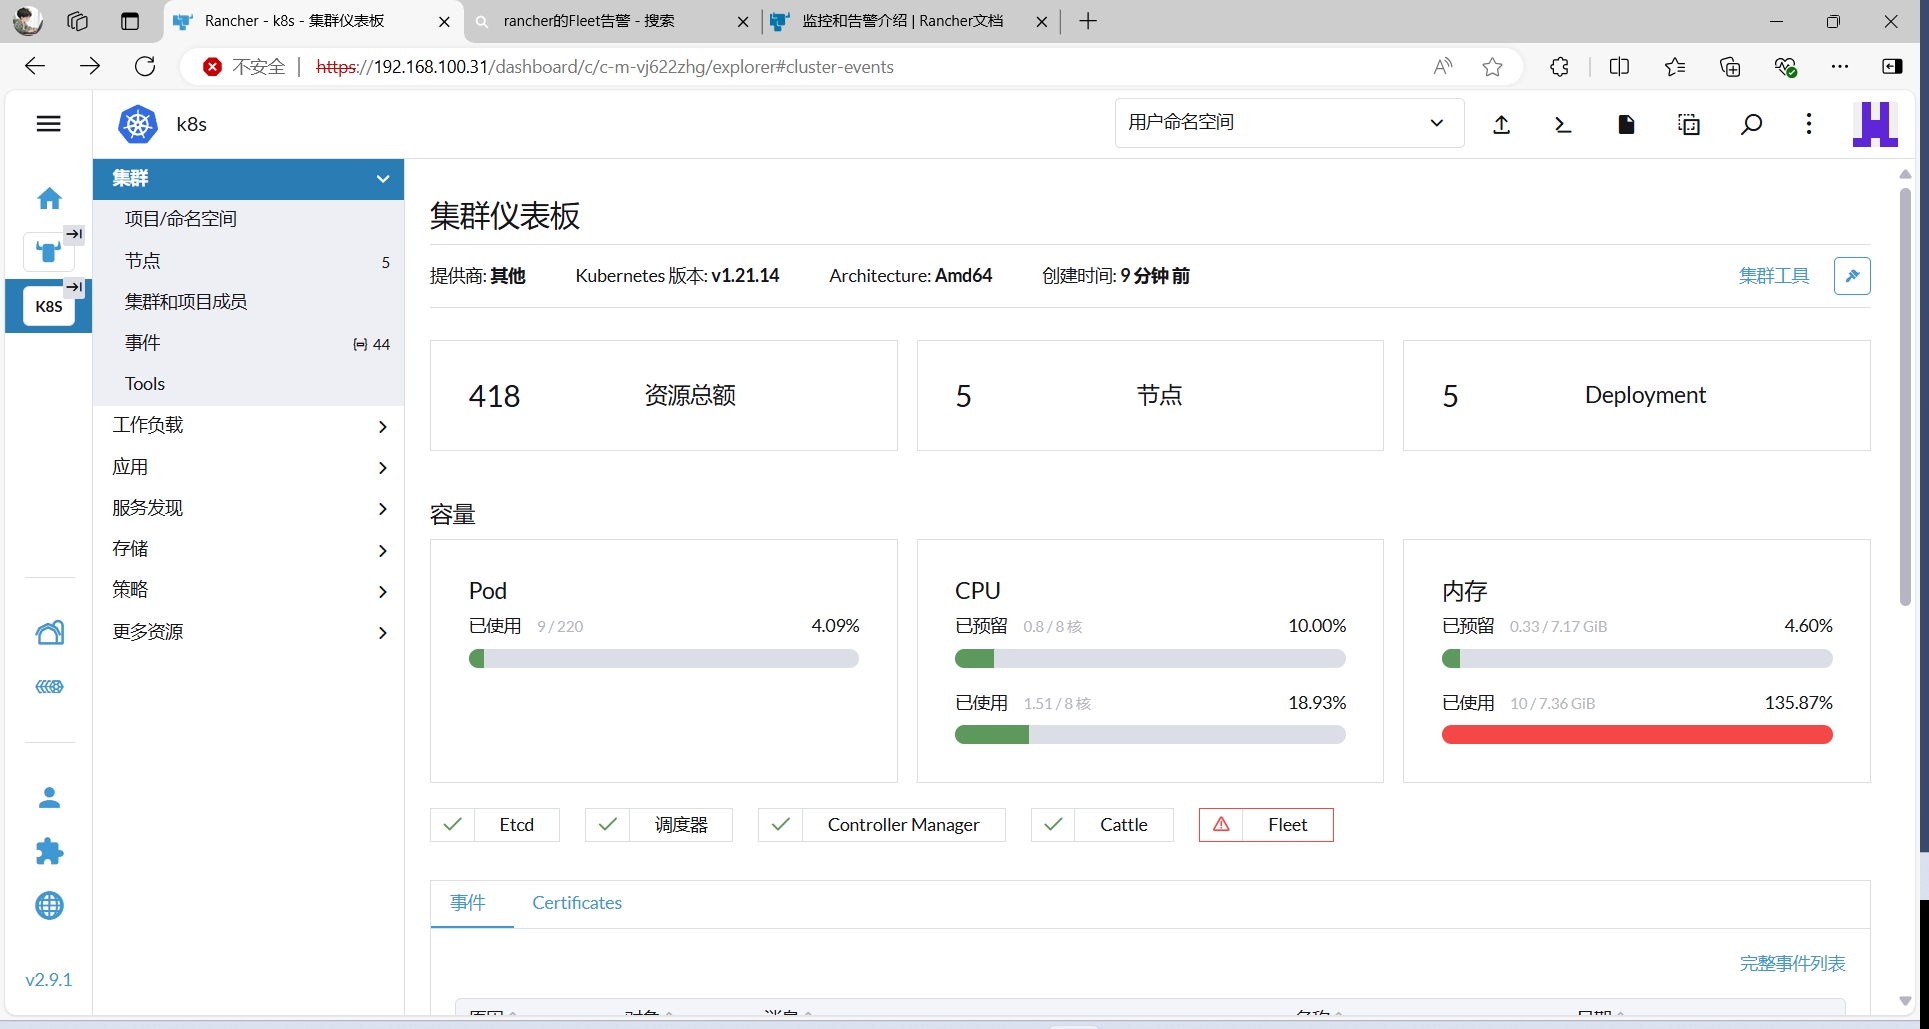 Rancher - k8s - 集群仪表板
rancher的Fleet告警 - 搜索
监控和告警介绍 | Rancher文档
不安全
https://192.168.100.31/dashboard/c/c-m-vj622zhg/explorer#cluster-events
k8s
用户命名空间
K8S
v2.9.1
集群
项目/命名空间
节点 5
集群和项目成员
事件 44
Tools
工作负载
应用
服务发现
存储
策略
更多资源
集群仪表板
提供商: 其他 Kubernetes 版本: v1.21.14 Architecture: Amd64 创建时间: 9 分钟 前 集群工具
418 资源总额
5 节点
5 Deployment
容量
Pod
已使用 9 / 220 4.09%
CPU
已预留 0.8 / 8 核 10.00%
已使用 1.51 / 8 核 18.93%
内存
已预留 0.33 / 7.17 GiB 4.60%
已使用 10 / 7.36 GiB 135.87%
Etcd
调度器
Controller Manager
Cattle
Fleet
事件 Certificates
完整事件列表